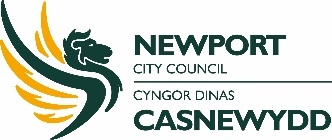 NEWPORT
CITY COUNCIL
CYNGOR DINAS
CASNEWYDD